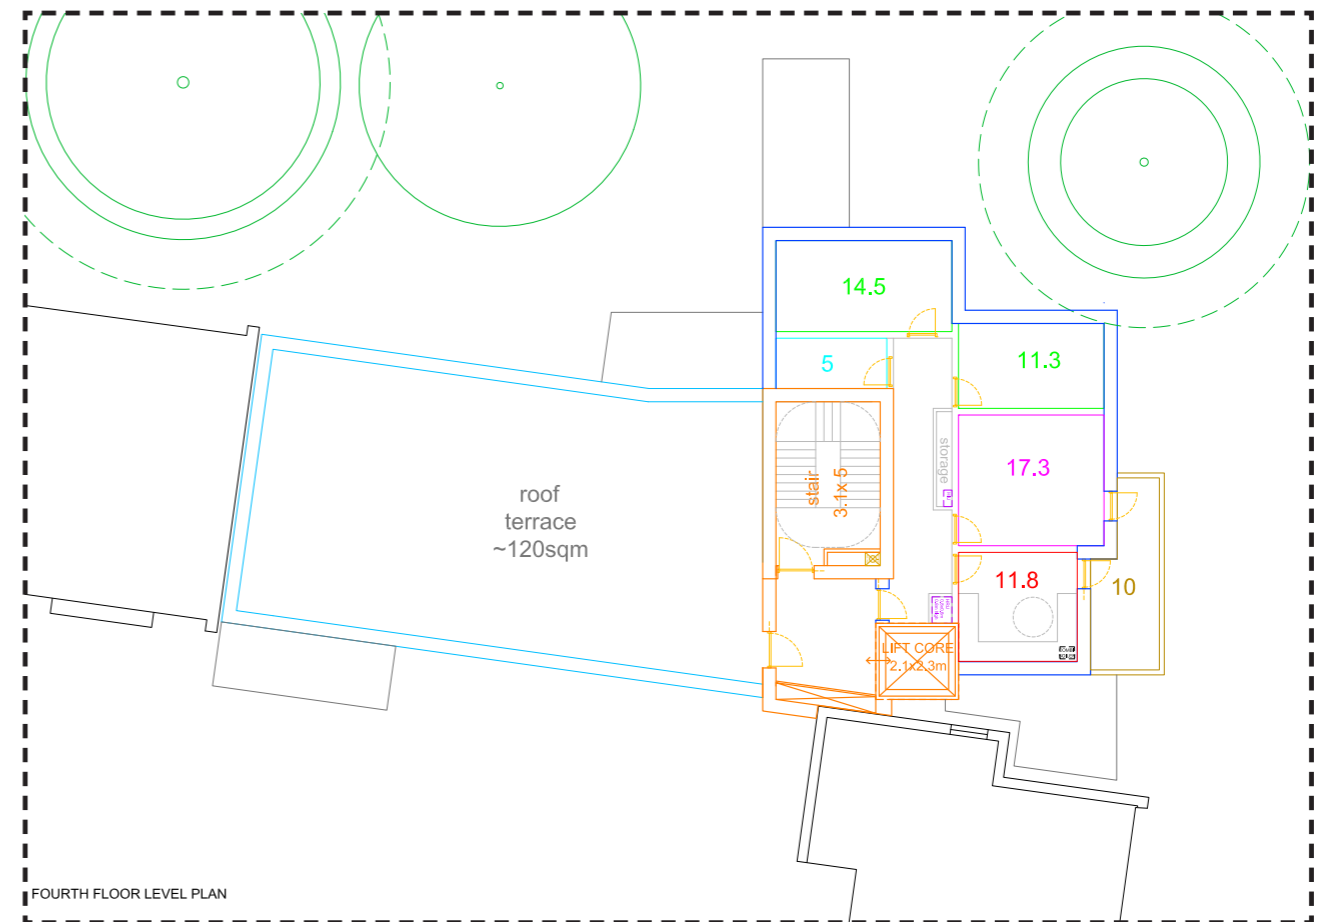 14.5
5
11.3
storage
17.3
stair
3.1x 5
roof
terrace
~120sqm
11.8
10
LIFT CORE
2.1x2.3m
FOURTH FLOOR LEVEL PLAN